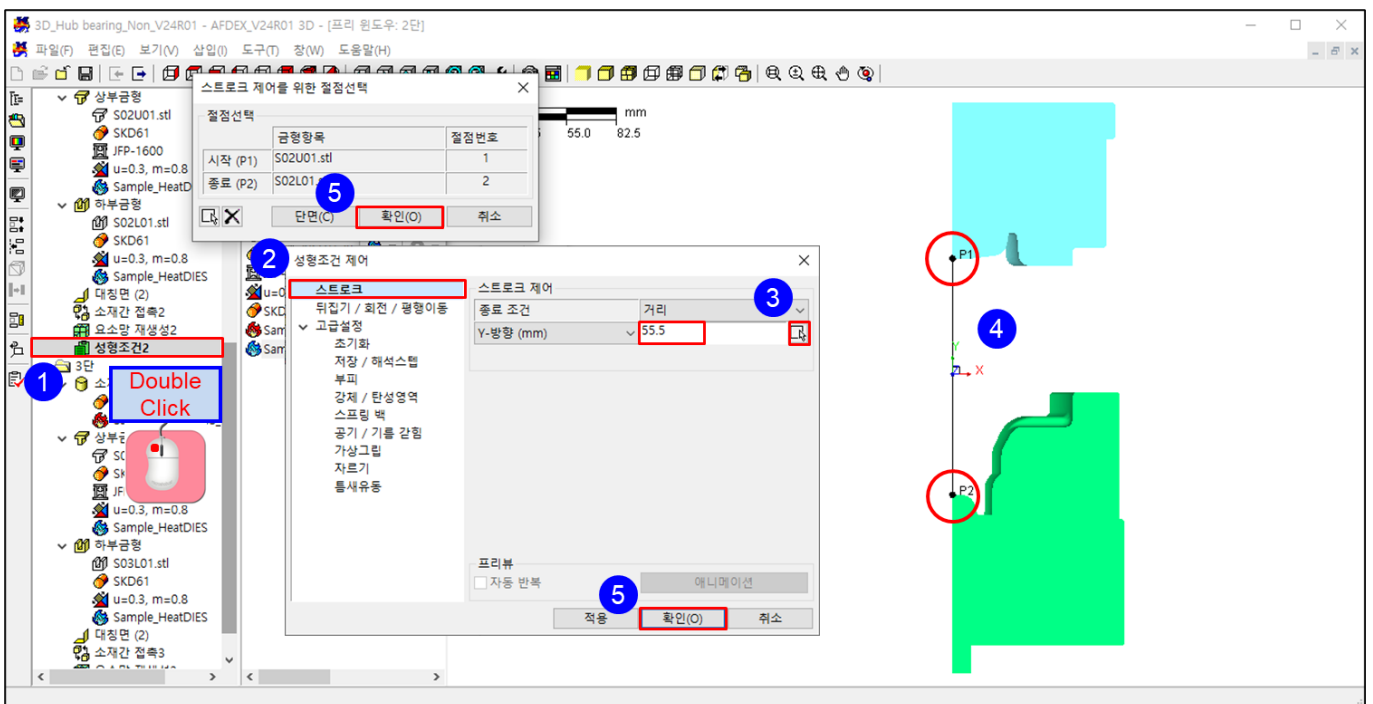 3D_Hub bearing_Non_V24R01 - AFDEX_V24R01 3D - [프리 윈도우: 2단]
파일(F) 편집(E) 보기(V) 삽입(I) 도구(T) 창(W) 도움말(H)
상부금형
S02U01.stl
SKD61
JFP-1600
u=0.3, m=0.8
Sample_HeatD
하부금형
S02L01.stl
SKD61
u=0.3, m=0.8
Sample_HeatDIES
대칭면 (2)
소재간 접촉2
요소망 재생성2
성형조건2
3단
1
Double
Click
상부금
SK
u=0.3, m=0.8
Sample_HeatDIES
하부금형
S03L01.stl
SKD61
u=0.3, m=0.8
Sample_HeatDIES
대칭면 (2)
소재간 접촉3
u=0
SKD
Sam
Sam
스트로크 제어를 위한 절점선택
절점선택
금형항목 절점번호
시작 (P1) S02U01.stl 1
종료 (P2) S02L01 2
5
단면(C) 확인(O) 취소
mm
55.0 82.5
2
성형조건 제어
스트로크
뒤집기 / 회전 / 평행이동
고급설정
초기화
저장 / 해석스텝
부피
강체 / 탄성영역
스프링 백
공기 / 기름 갇힘
가상그립
자르기
틈새유동
스트로크 제어
3
종료 조건 거리
Y-방향 (mm) 55.5
프리뷰
자동 반복 애니메이션
5
적용 확인(O) 취소
P1
4
Y
Z X
P2